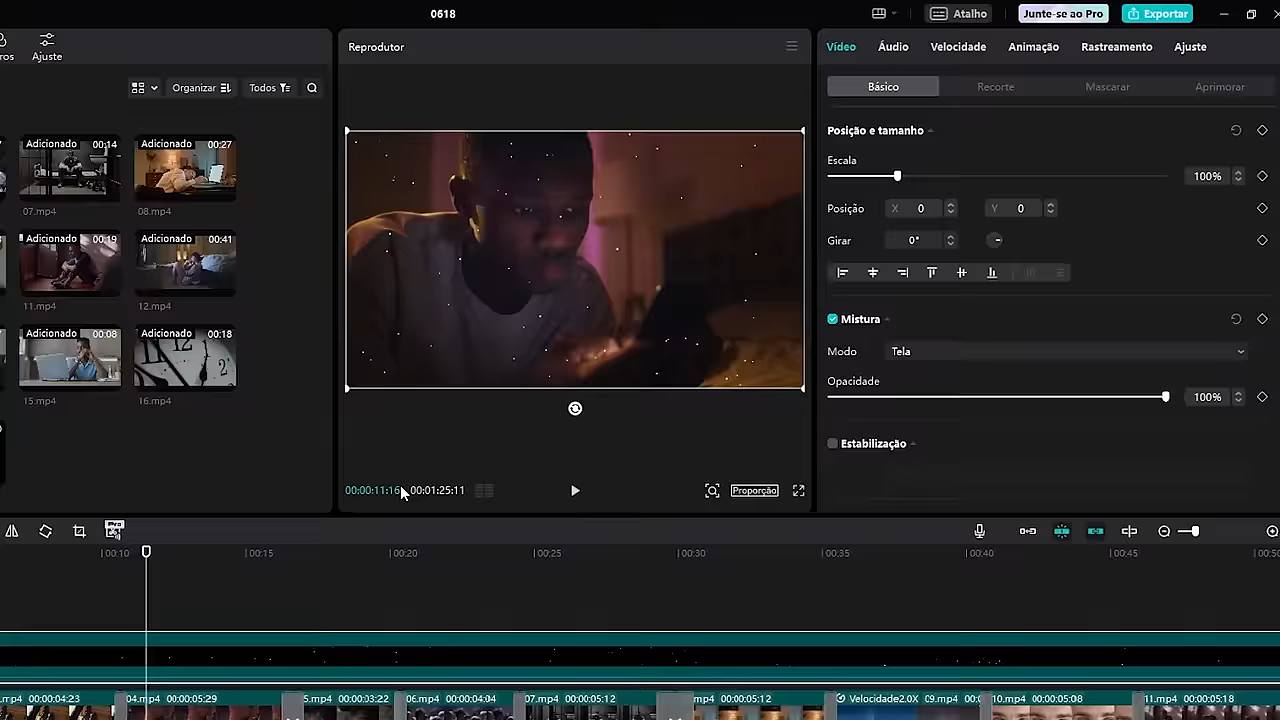 0618
Atalho
Junte-se ao Pro
Exportar
ros
Ajuste
Reprodutor
Vídeo
Áudio
Velocidade
Animação
Rastreamento
Ajuste
Organizar
Todos
Básico
Recorte
Mascarar
Aprimorar
Posição e tamanho
Adicionado 00:14
Adicionado 00:27
07.mp4
08.mp4
Escala
100%
Posição
X 0
Y 0
Girar
0°
Adicionado 00:19
Adicionado 00:41
11.mp4
12.mp4
Mistura
Modo
Tela
Adicionado 00:08
Adicionado 00:18
15.mp4
16.mp4
Opacidade
100%
Estabilização
00:00:11:16
00:01:25:11
Proporção
Pro
00:10
00:15
00:20
00:25
00:30
00:35
00:40
00:45
00:50
.mp4 00:00:04:23
04.mp4 00:00:05:29
5.mp4 00:00:03:22
06.mp4 00:00:04:04
07.mp4 00:00:05:12
mp4 00:00:05:12
Velocidade2.0X 09.mp4 00:0
10.mp4 00:00:05:08
11.mp4 00:00:05:18